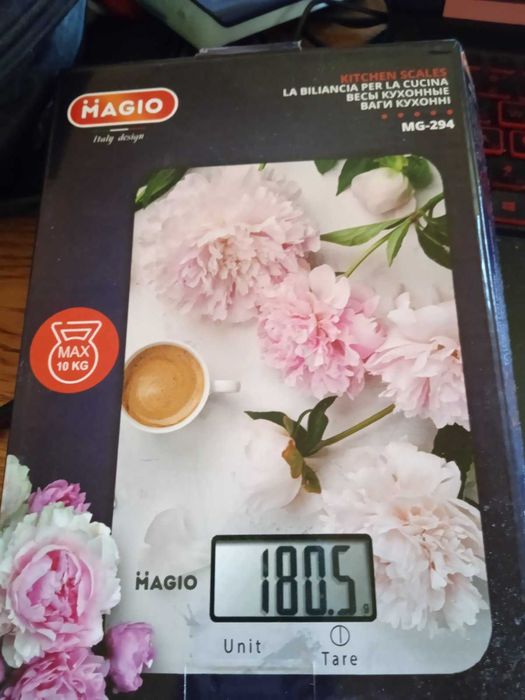 MAGIO
Italy design
KITCHEN SCALES
LA BILIANCIA PER LA CUCINA
ВЕСЫ КУХОННЫЕ
ВАГИ КУХОННІ
MG-294
MAX
10 KG
MAGIO
180.5 g
Unit
Tare